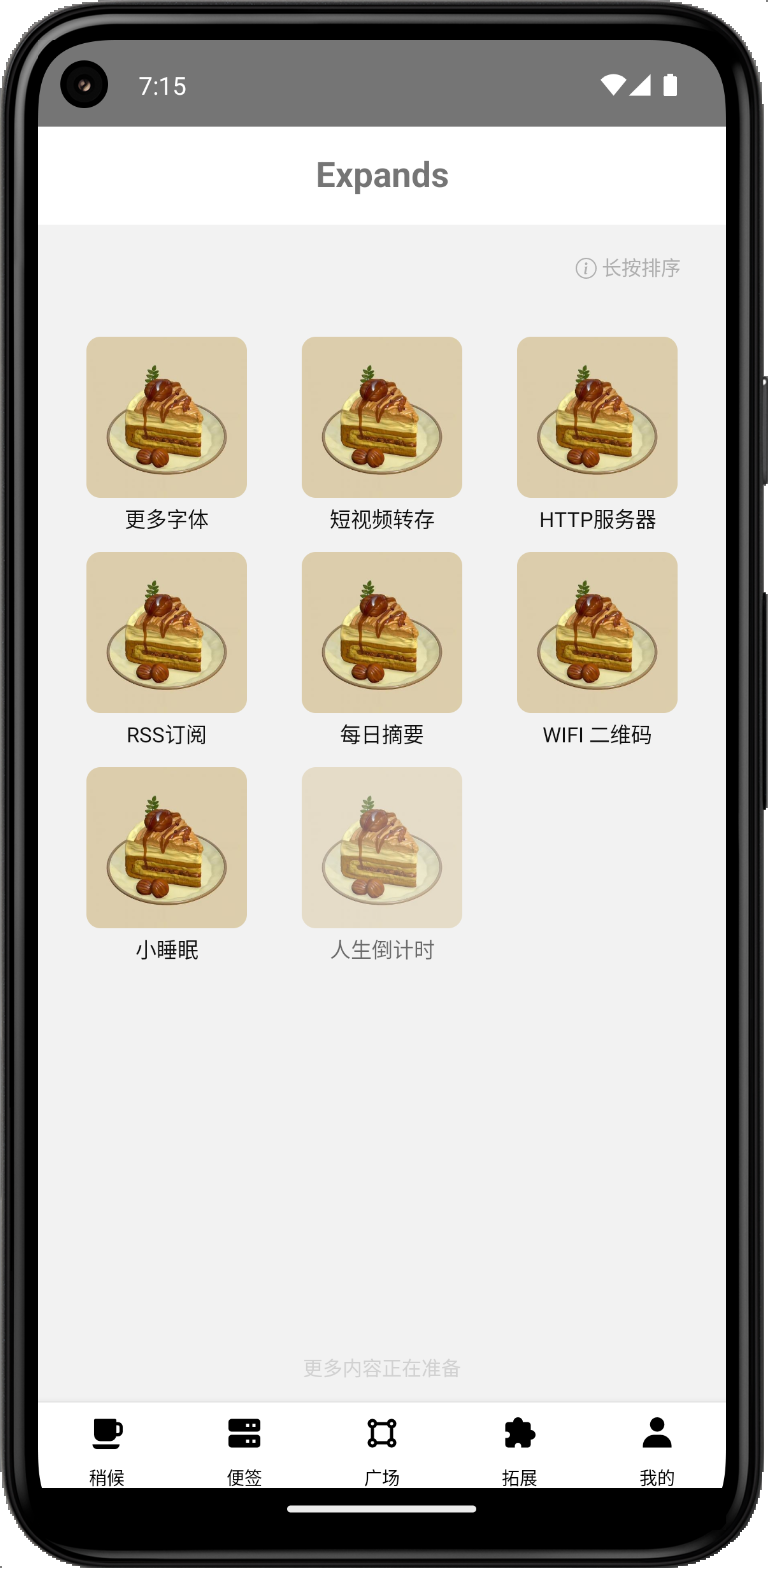 7:15
Expands
长按排序
更多字体
短视频转存
HTTP服务器
RSS订阅
每日摘要
WIFI 二维码
小睡眠
人生倒计时
更多内容正在准备
稍候
便签
广场
拓展
我的